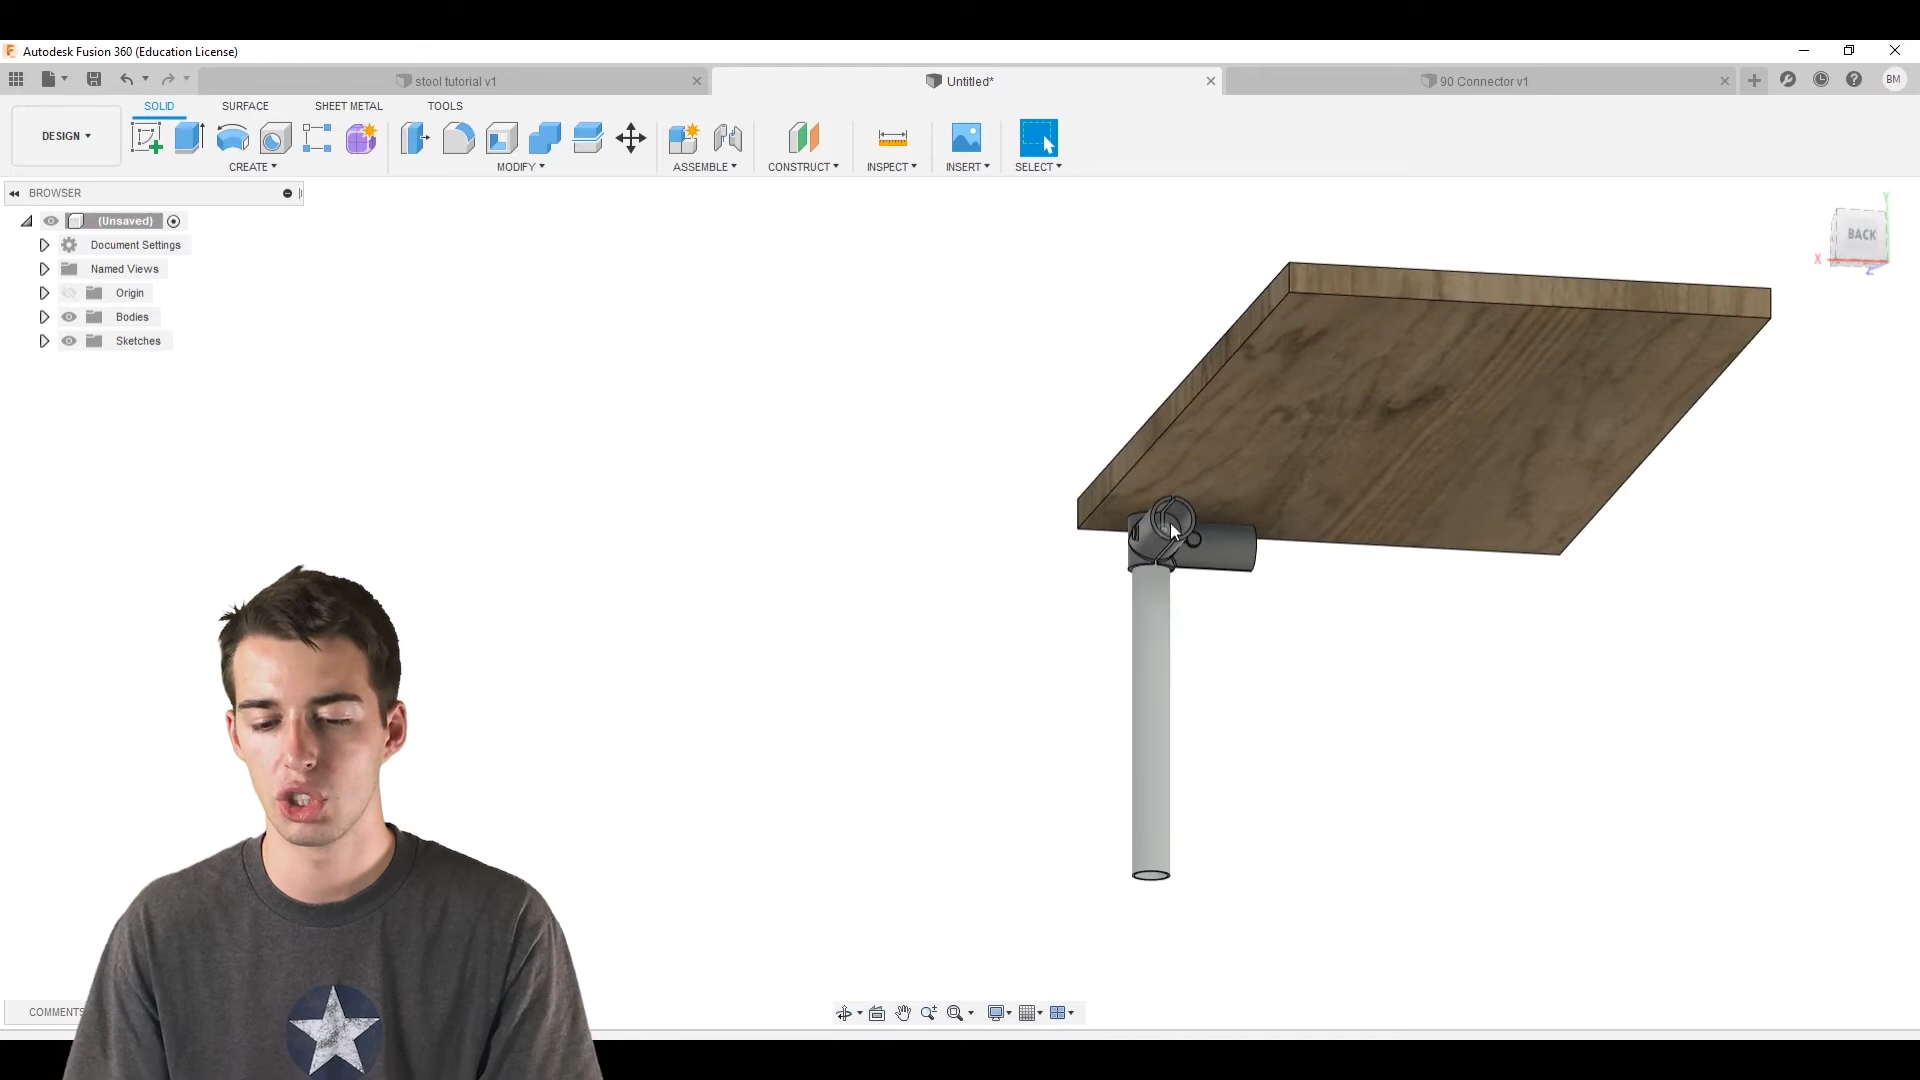 Autodesk Fusion 360 (Education License)
stool tutorial v1
Untitled*
90 Connector v1
BM
DESIGN
SOLID
SURFACE
SHEET METAL
TOOLS
CREATE
MODIFY
ASSEMBLE
CONSTRUCT
INSPECT
INSERT
SELECT
BROWSER
(Unsaved)
Document Settings
Named Views
Origin
Bodies
Sketches
Y
BACK
X
Z
COMMENTS